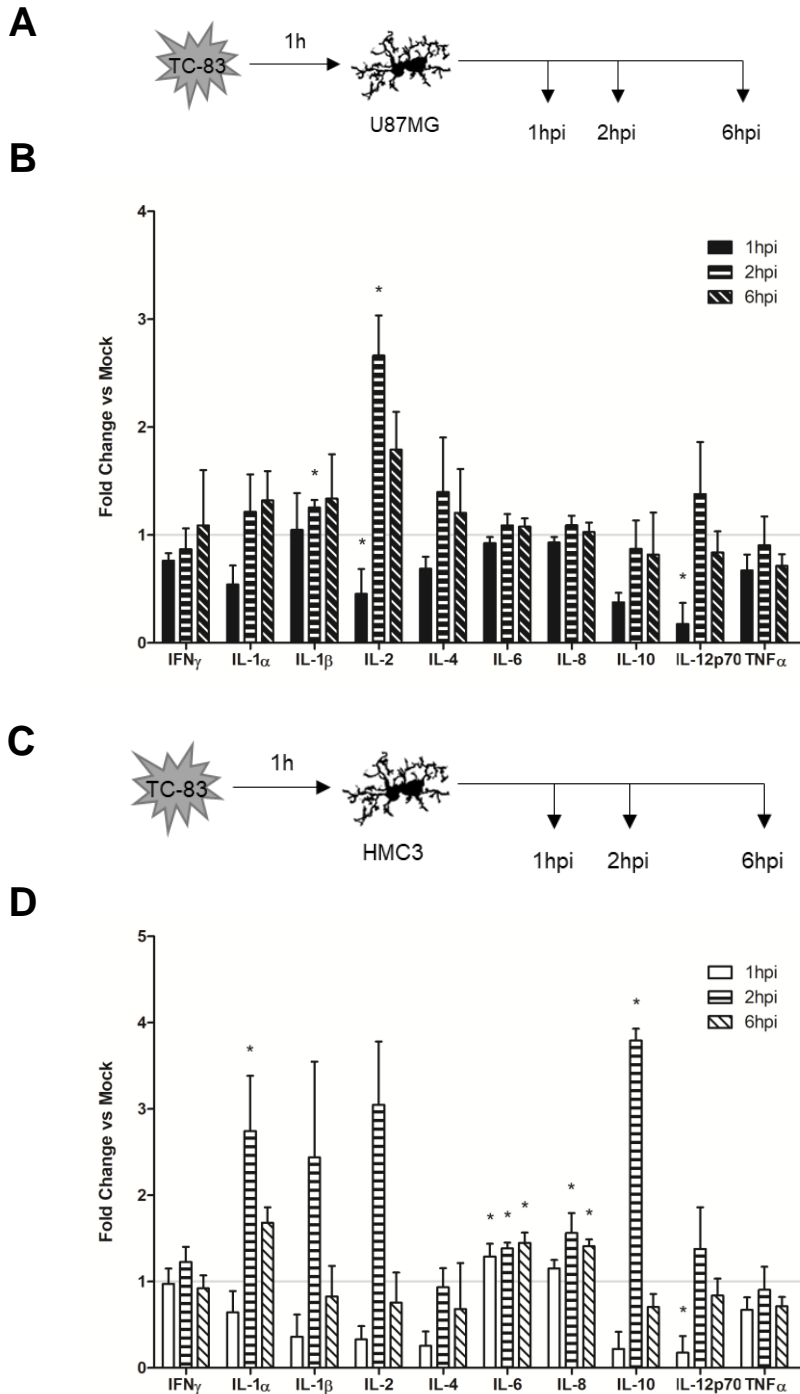 A
TC-83
1h
U87MG
1hpi 2hpi 6hpi
B
4
3
2
1
0
Fold Change vs Mock
1hpi
2hpi
6hpi
*
*
*
*
IFNγ IL-1α IL-1β IL-2 IL-4 IL-6 IL-8 IL-10 IL-12p70 TNFα
C
TC-83
1h
HMC3
1hpi 2hpi 6hpi
D
5
4
3
2
1
0
Fold Change vs Mock
1hpi
2hpi
6hpi
*
*
* * *
* *
*
IFNγ IL-1α IL-1β IL-2 IL-4 IL-6 IL-8 IL-10 IL-12p70 TNFα